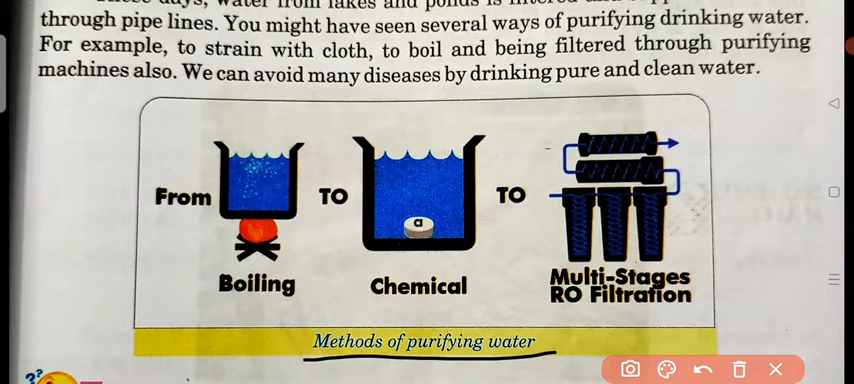 through pipe lines. You might have seen several ways of purifying drinking water.
For example, to strain with cloth, to boil and being filtered through purifying
machines also. We can avoid many diseases by drinking pure and clean water.
From
TO
TO
a
Boiling
Chemical
Multi-Stages
RO Filtration
Methods of purifying water
??